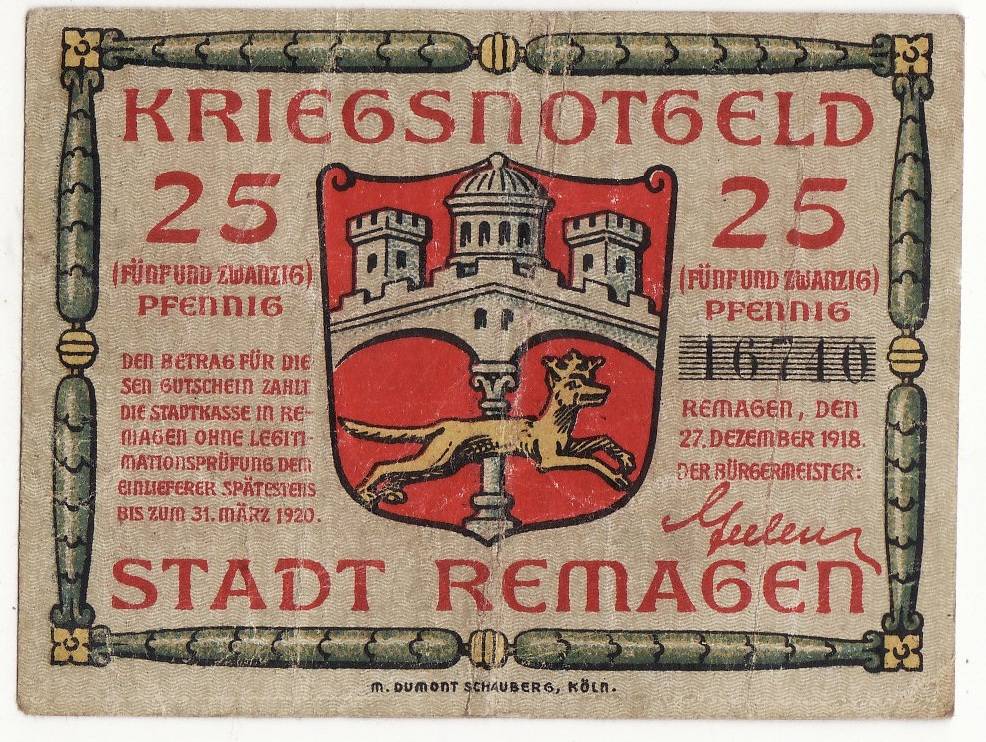 KRIEGSNOTGELD
25
(FÜNFUND ZWANZIG)
PFENNIG
DEN BETRAG FÜR DIE
SEN GUTSCHEIN ZAHLT
DIE STADTKASSE IN RE-
MAGEN OHNE LEGITI-
MATIONSPRÜFUNG DEM
EINLIEFERER SPÄTESTENS
BIS ZUM 31. MÄRZ 1920.
25
(FÜNFUND ZWANZIG)
PFENNIG
16740
REMAGEN, DEN
27. DEZEMBER 1918.
DER BÜRGERMEISTER:
STADT REMAGEN
M. DUMONT SCHAUBERG, KÖLN.